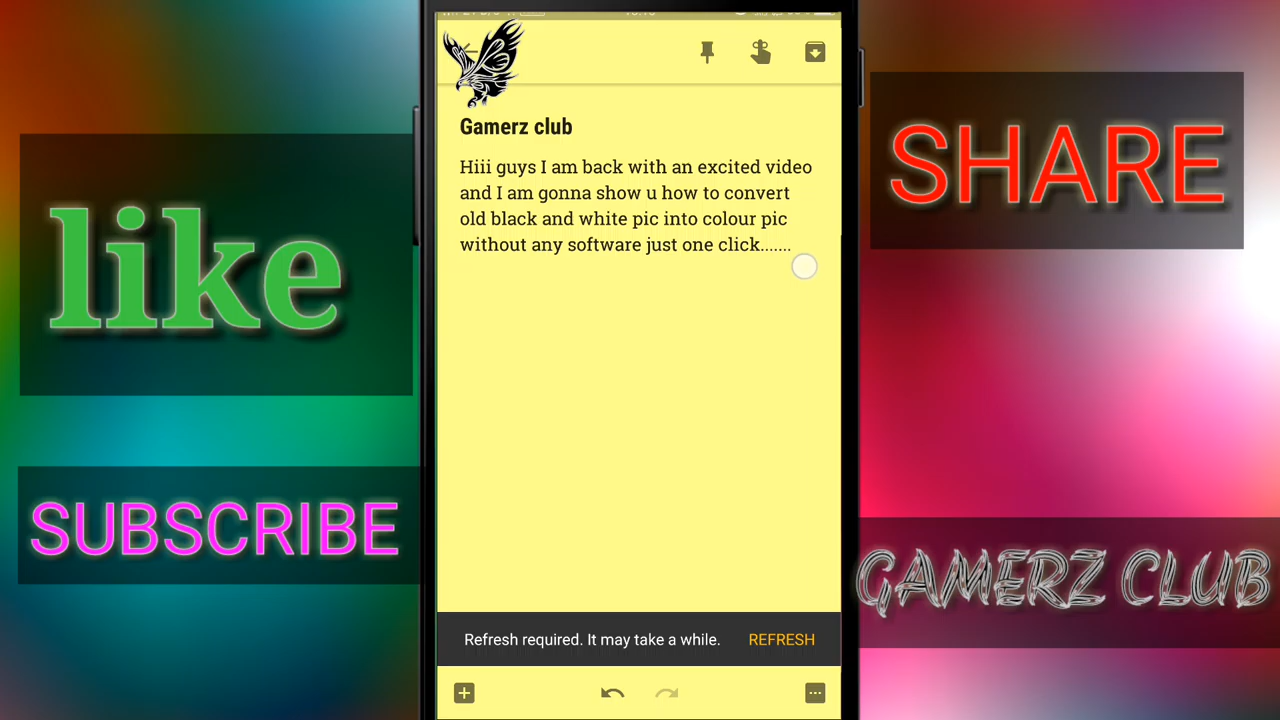 like
SUBSCRIBE
Gamerz club
Hiii guys I am back with an excited video
and I am gonna show u how to convert
old black and white pic into colour pic
without any software just one click.......
Refresh required. It may take a while.
REFRESH
SHARE
GAMERZ CLUB